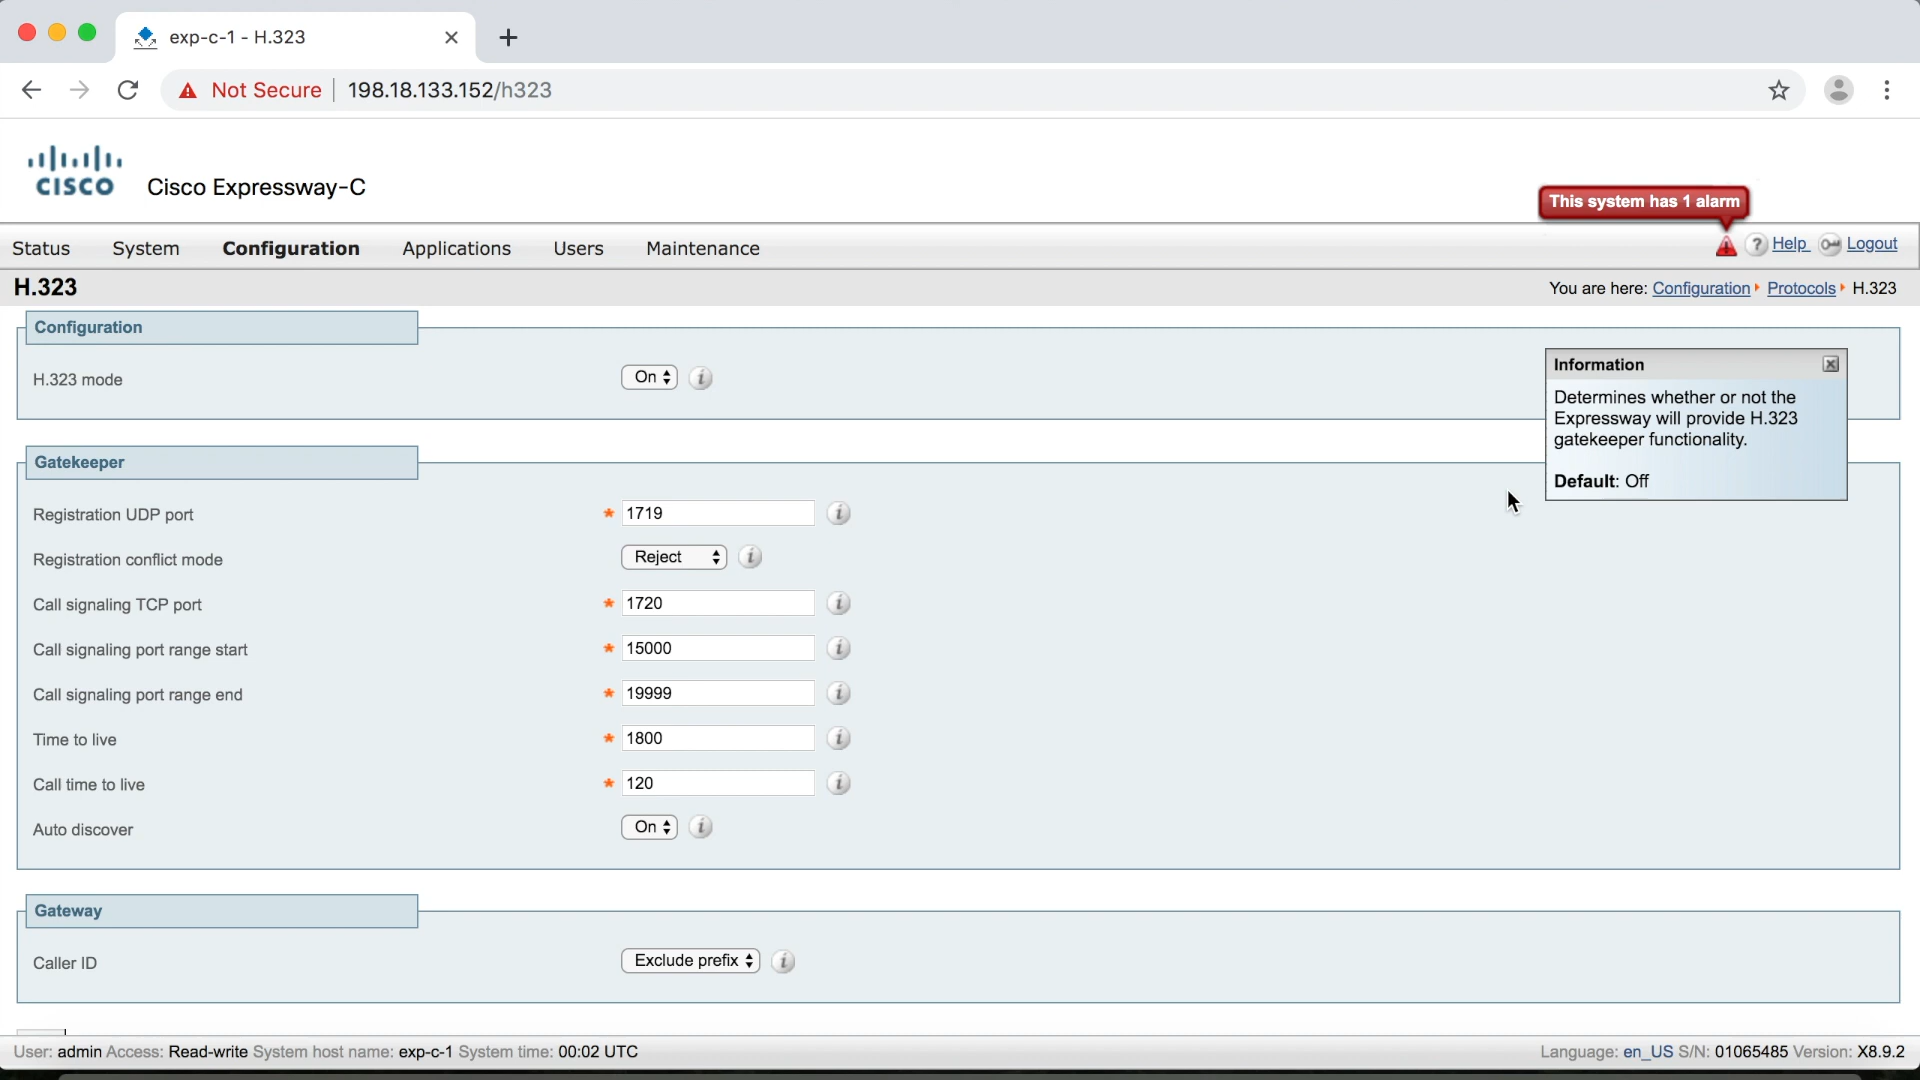 exp-c-1 - H.323
Not Secure 198.18.133.152/h323
CISCO Cisco Expressway-C
This system has 1 alarm
Status System Configuration Applications Users Maintenance Help Logout
H.323 You are here: Configuration Protocols H.323
Configuration
H.323 mode On
Information
Determines whether or not the
Expressway will provide H.323
gatekeeper functionality.
Default: Off
Gatekeeper
Registration UDP port * 1719
Registration conflict mode Reject
Call signaling TCP port * 1720
Call signaling port range start * 15000
Call signaling port range end * 19999
Time to live * 1800
Call time to live * 120
Auto discover On
Gateway
Caller ID Exclude prefix
User: admin Access: Read-write System host name: exp-c-1 System time: 00:02 UTC Language: en_US S/N: 01065485 Version: X8.9.2